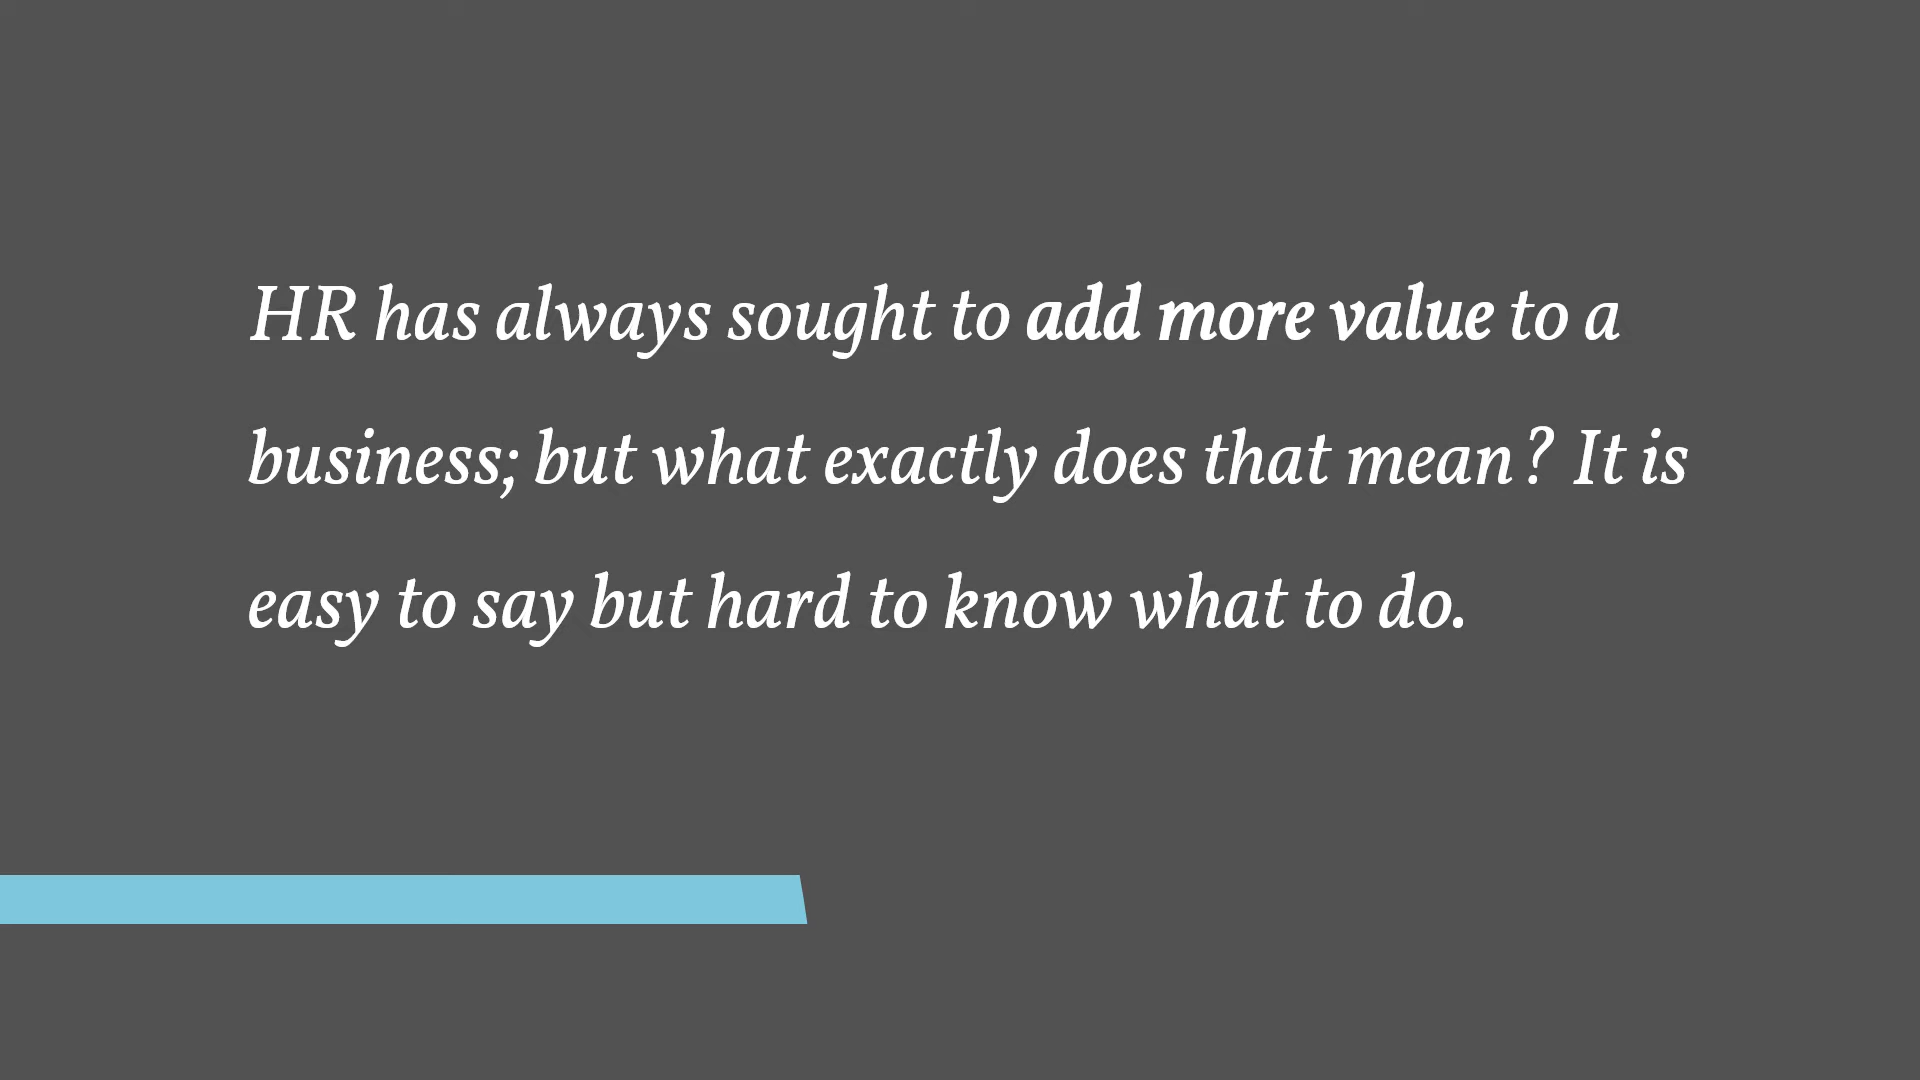 HR has always sought to add more value to a
business; but what exactly does that mean? It is
easy to say but hard to know what to do.